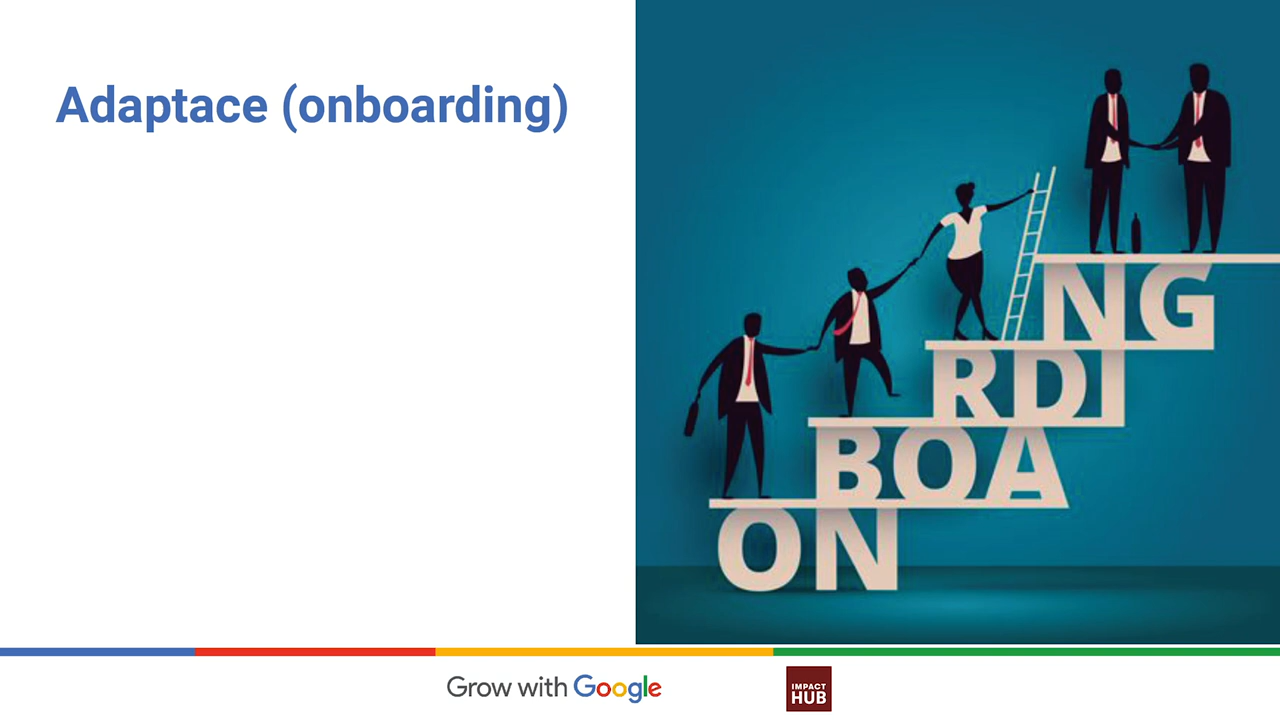 Adaptace (onboarding)
NG
RDI
BOA
ON
Grow with Google
IMPACT
HUB